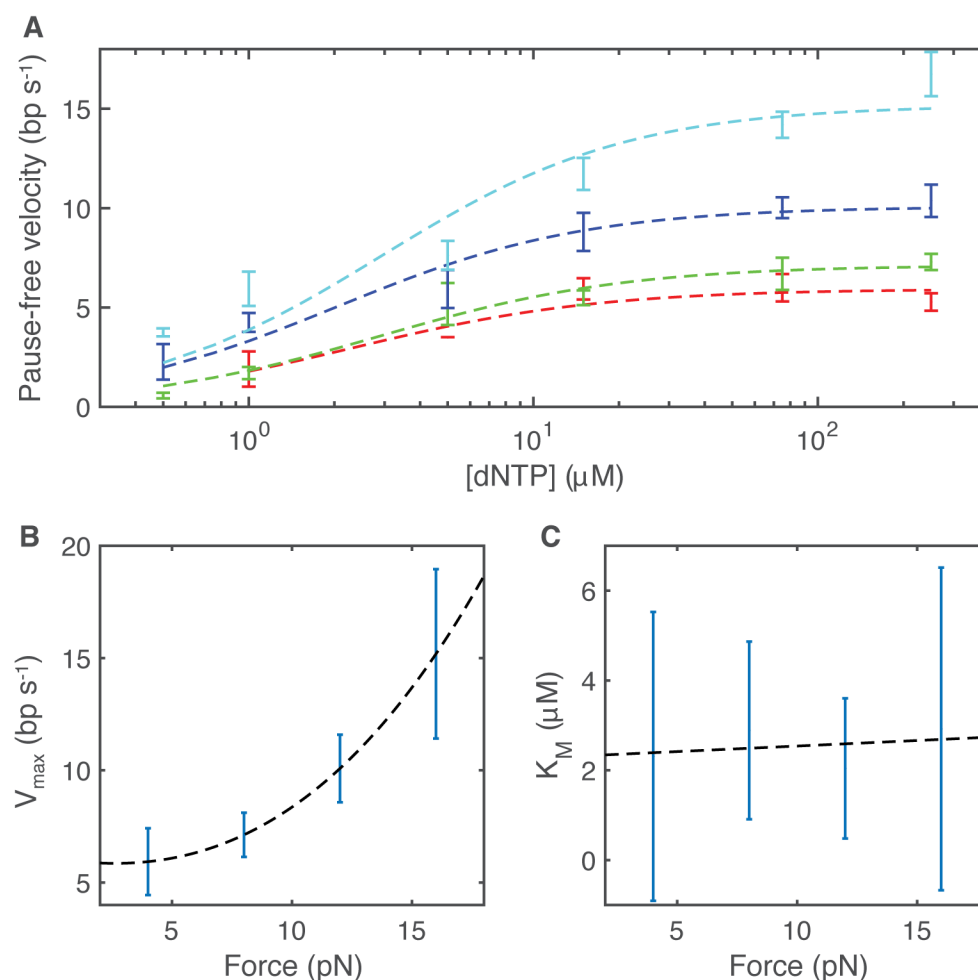 A
Pause-free velocity (bp s⁻¹)
15
10
5
0
10⁰
10¹
10²
[dNTP] (μM)
B
V_max (bp s⁻¹)
20
15
10
5
5
10
15
Force (pN)
C
K_M (μM)
6
4
2
0
5
10
15
Force (pN)